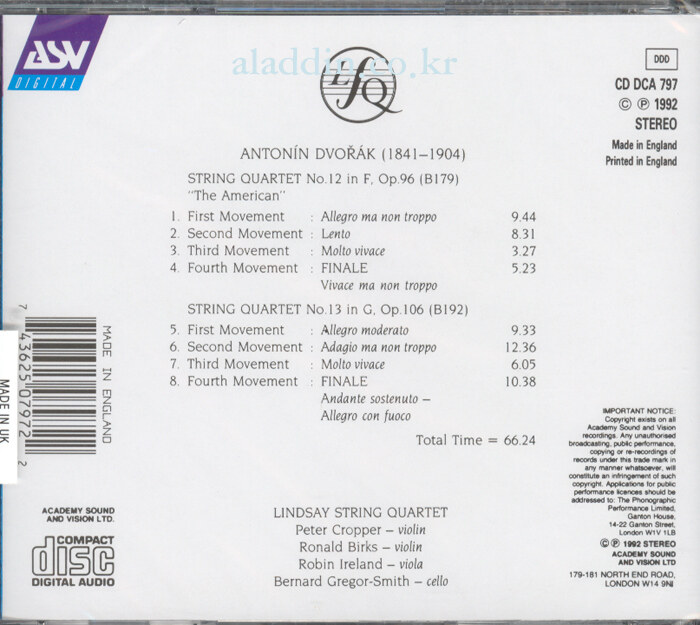 ASV
DIGITAL
aladdin.co.kr
LSQ
DDD
CD DCA 797
© ℗ 1992
STEREO
Made in England
Printed in England
ANTONÍN DVOŘÁK (1841–1904)
STRING QUARTET No.12 in F, Op.96 (B179)
"The American"
1. First Movement : Allegro ma non troppo 9.44
2. Second Movement : Lento 8.31
3. Third Movement : Molto vivace 3.27
4. Fourth Movement : FINALE 5.23
Vivace ma non troppo
STRING QUARTET No.13 in G, Op.106 (B192)
5. First Movement : Allegro moderato 9.33
6. Second Movement : Adagio ma non troppo 12.36
7. Third Movement : Molto vivace 6.05
8. Fourth Movement : FINALE 10.38
Andante sostenuto –
Allegro con fuoco
Total Time = 66.24
7 43625 07972 2
MADE IN ENGLAND
MADE IN UK
ACADEMY SOUND
AND VISION LTD.
COMPACT
disc
DIGITAL AUDIO
LINDSAY STRING QUARTET
Peter Cropper – violin
Ronald Birks – violin
Robin Ireland – viola
Bernard Gregor-Smith – cello
IMPORTANT NOTICE:
Copyright exists on all
Academy Sound and Vision
recordings. Any unauthorised
broadcasting, public performance,
copying or re-recordings of
records under this trade mark in
any manner whatsoever, will
constitute an infringement of such
copyright. Applications for public
performance licences should be
addressed to: The Phonographic
Performance Limited,
Ganton House,
14-22 Ganton Street,
London W1V 1LB
© ℗ 1992 STEREO
ACADEMY SOUND
AND VISION LTD
179-181 NORTH END ROAD,
LONDON W14 9NJ